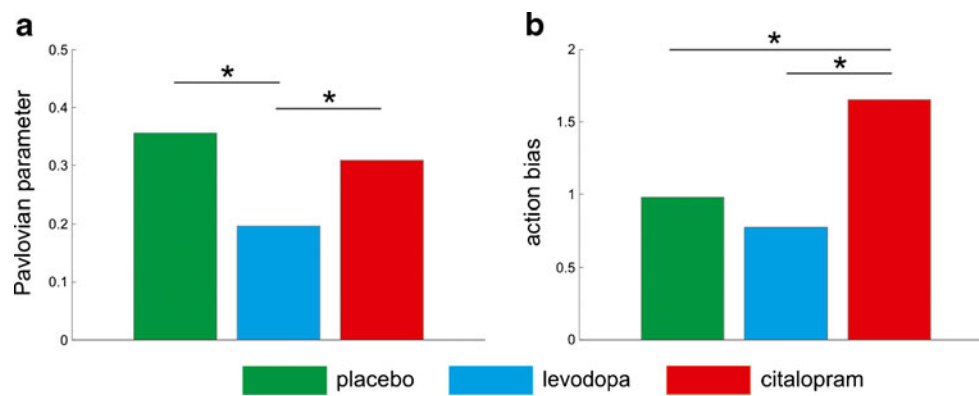 a
Pavlovian parameter
0.5
0.4
0.3
0.2
0.1
0
*
*
b
action bias
2
1.5
1
0.5
0
*
*
placebo
levodopa
citalopram